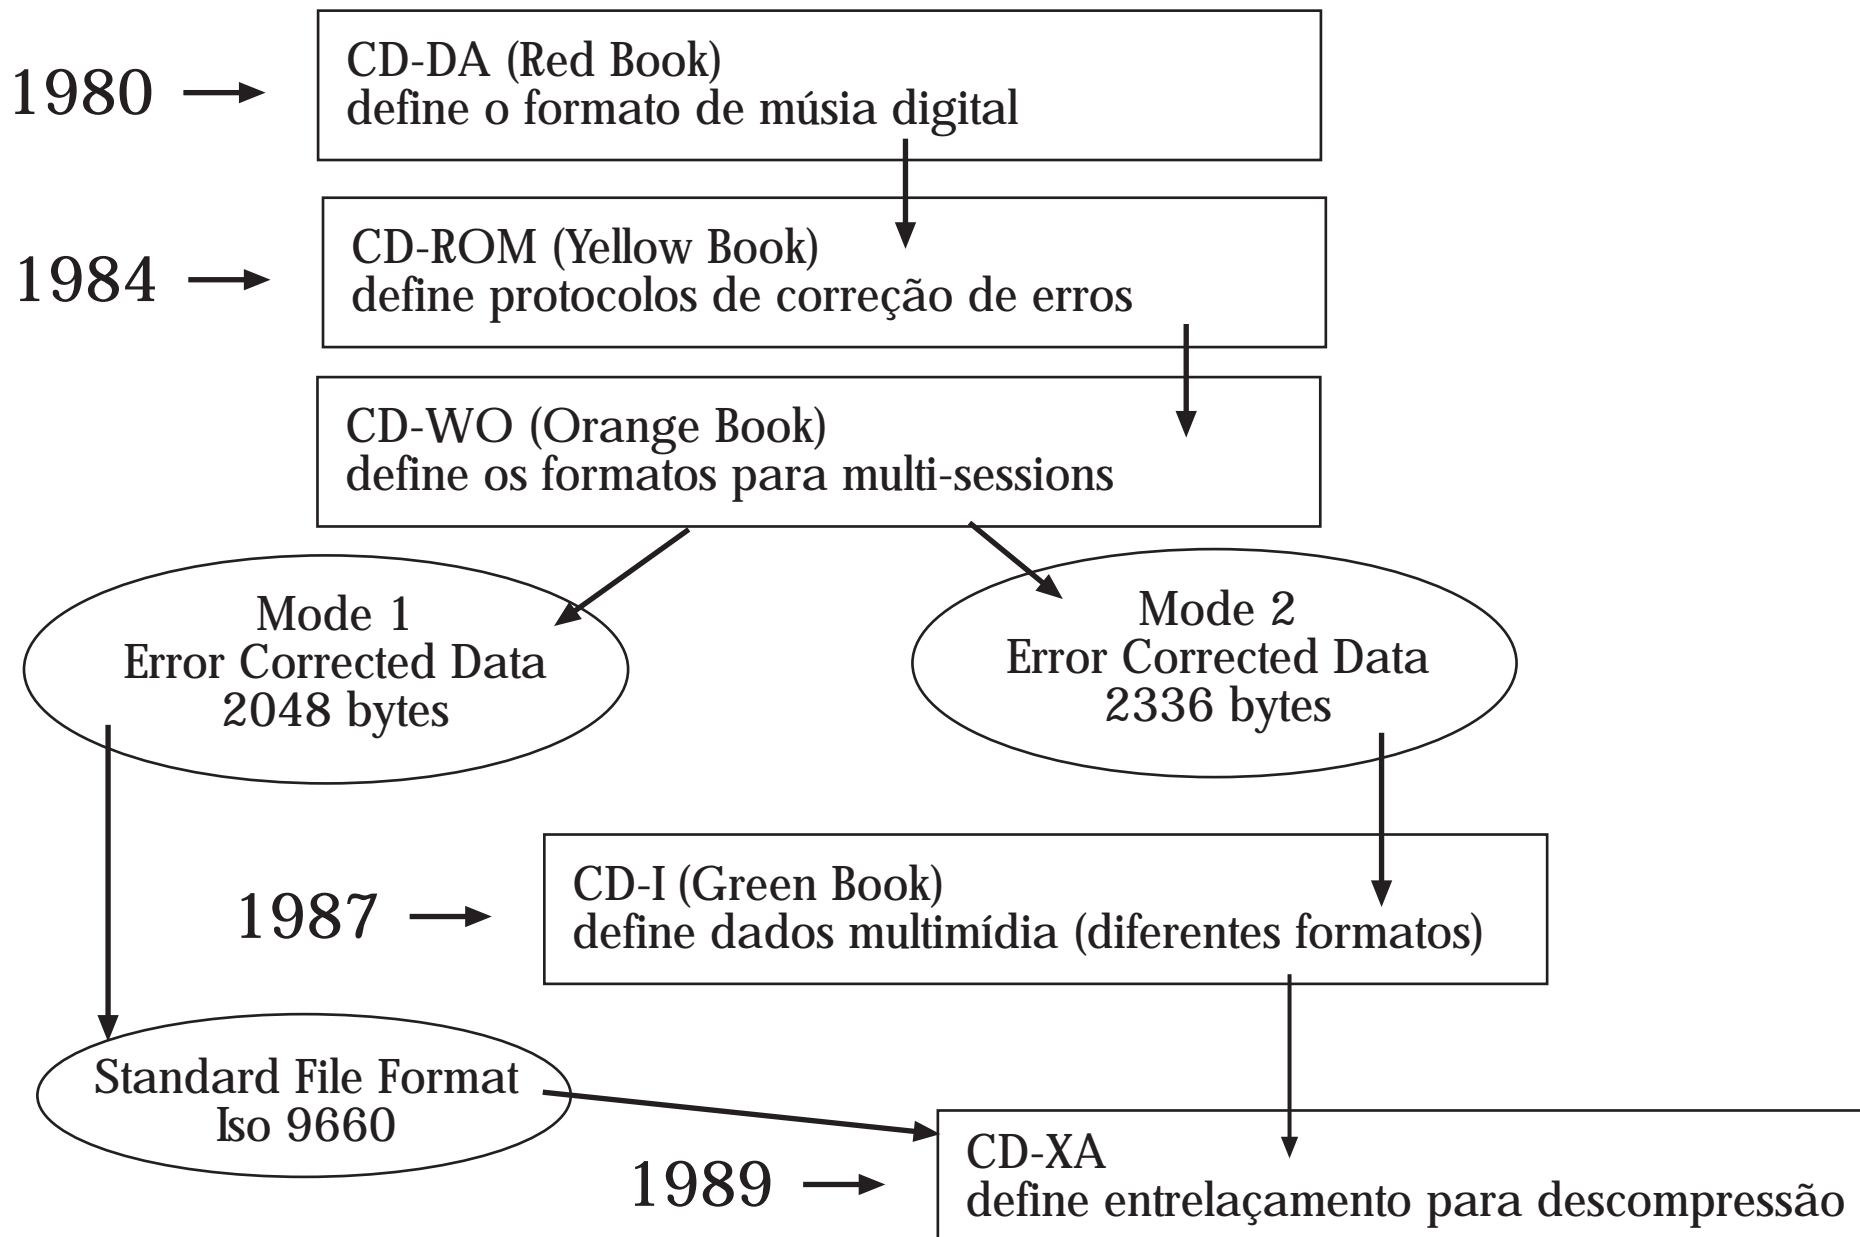 1980
CD-DA (Red Book)
define o formato de músia digital
1984
CD-ROM (Yellow Book)
define protocolos de correção de erros
CD-WO (Orange Book)
define os formatos para multi-sessions
Mode 1
Error Corrected Data
2048 bytes
Mode 2
Error Corrected Data
2336 bytes
1987
CD-I (Green Book)
define dados multimídia (diferentes formatos)
Standard File Format
Iso 9660
1989
CD-XA
define entrelaçamento para descompressão